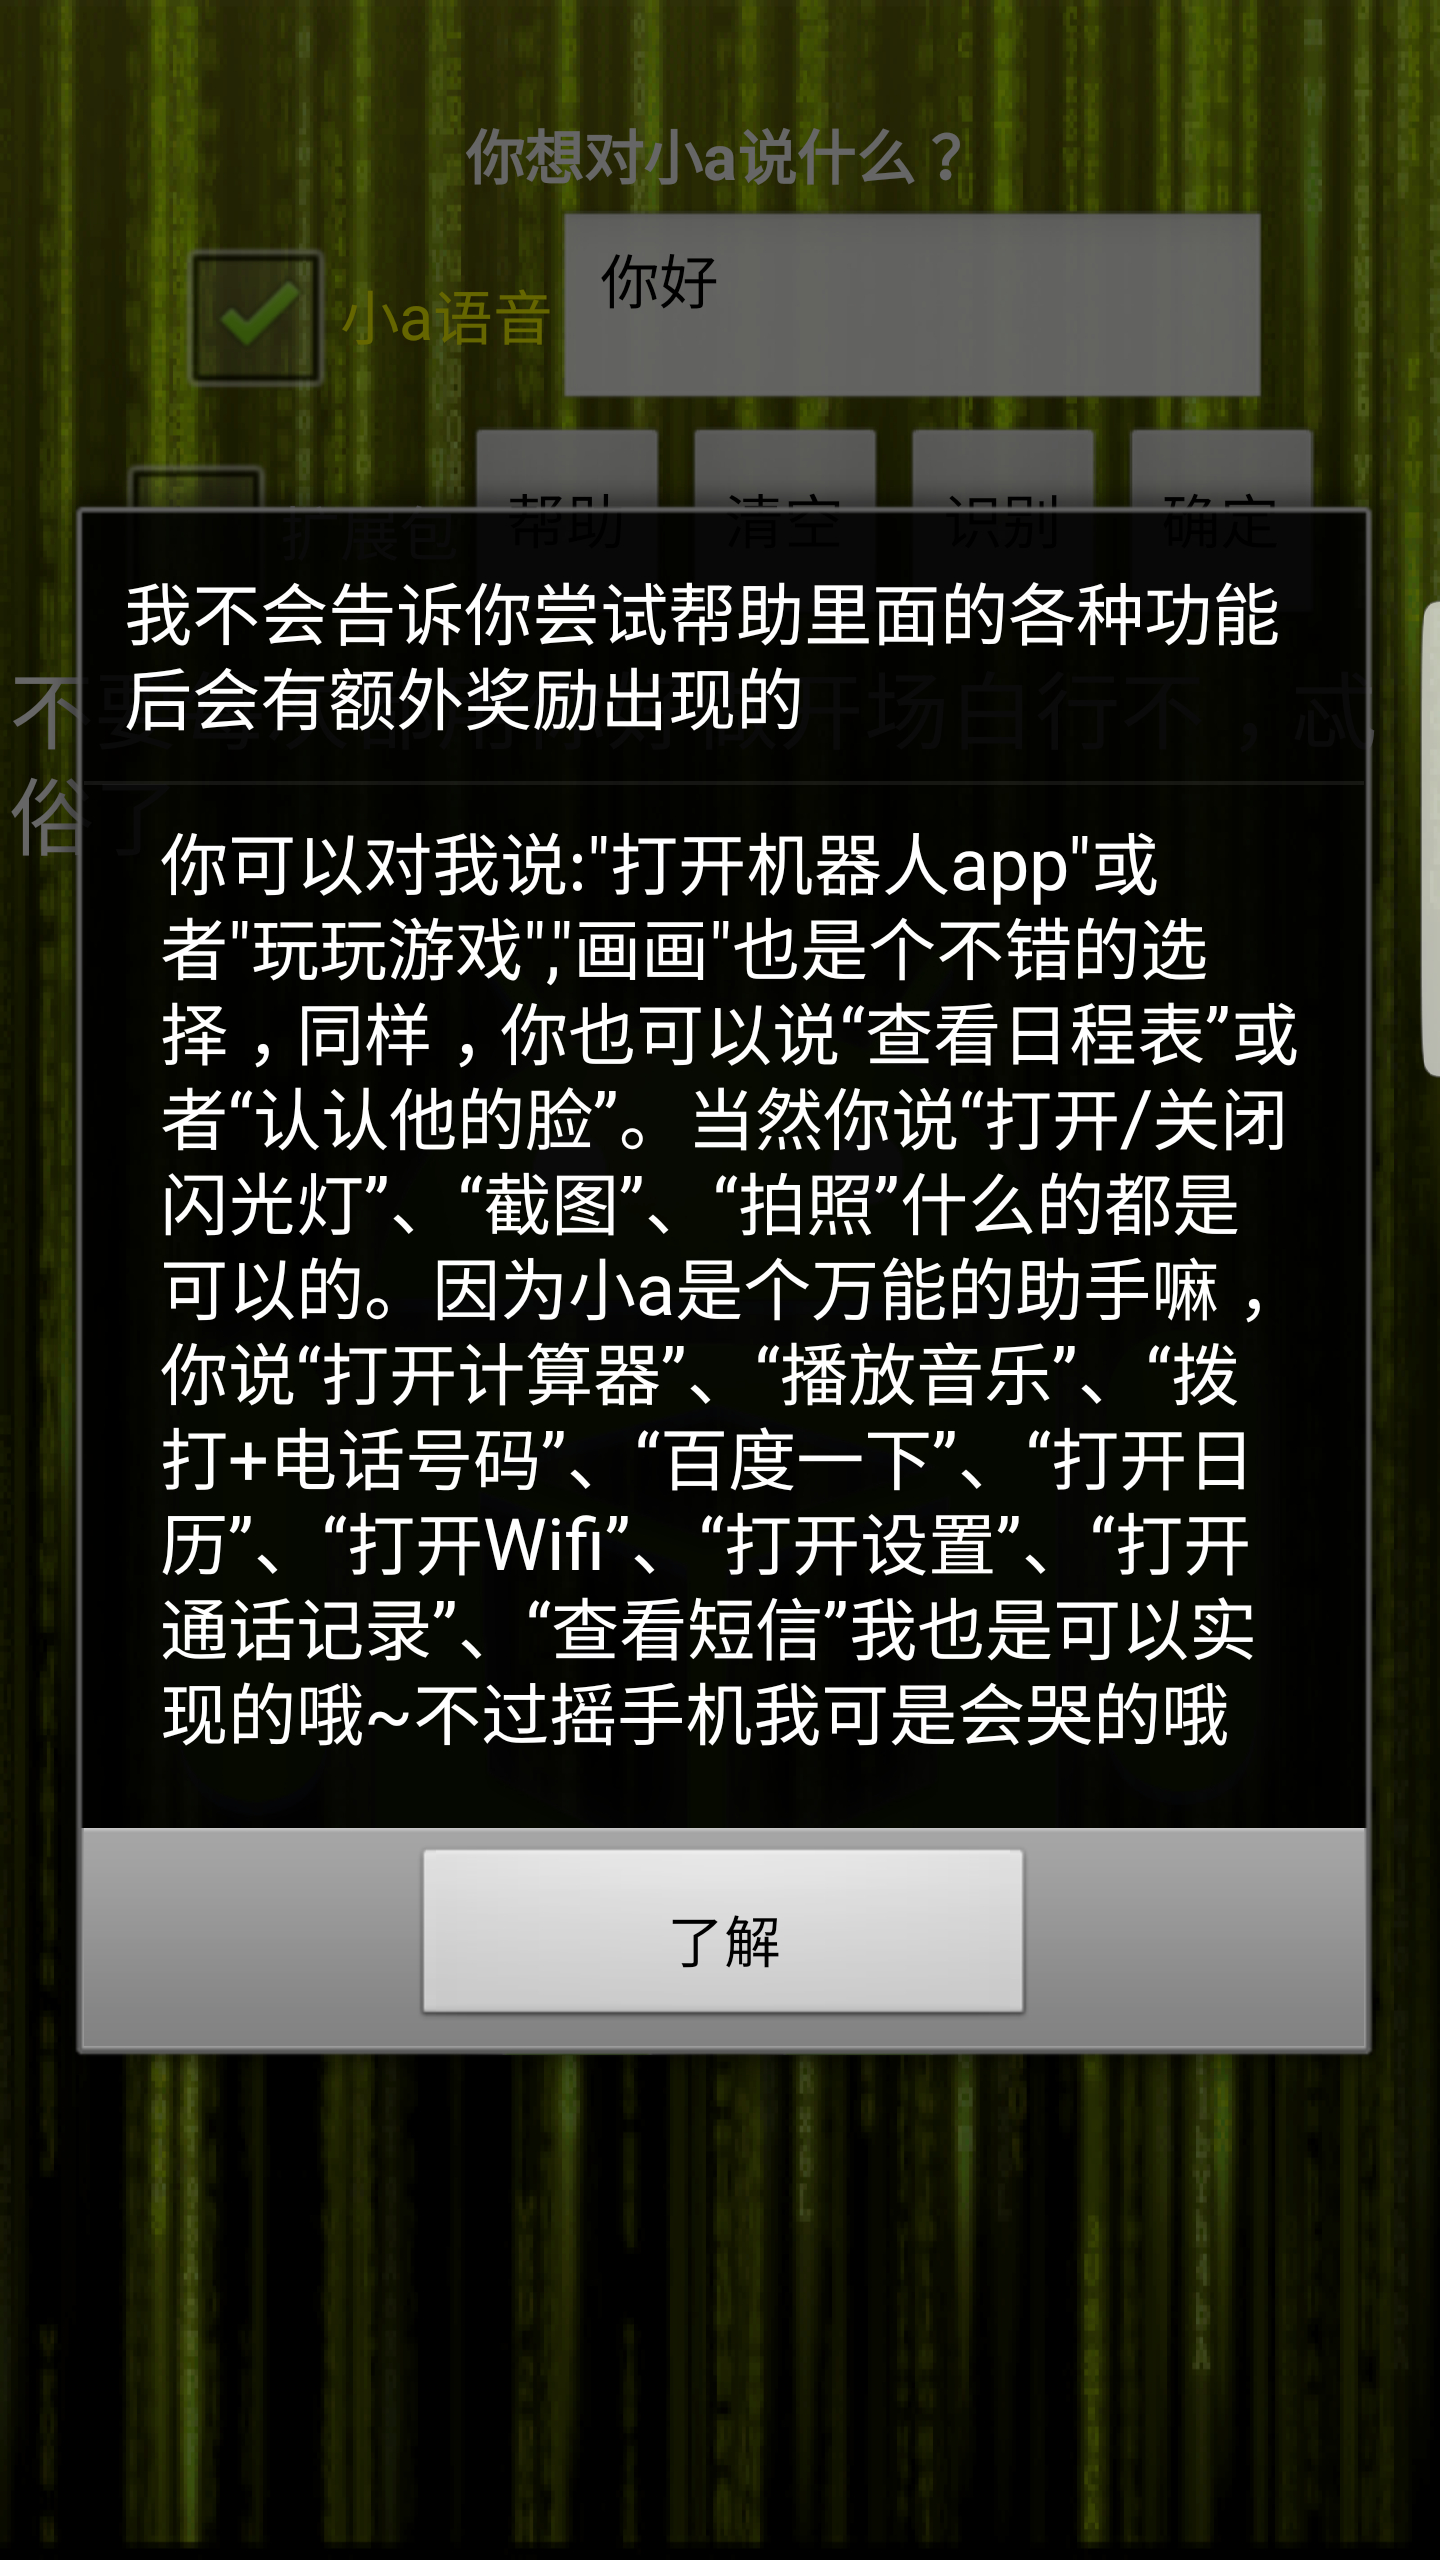 你想对小a说什么？
小a语音
你好
扩展包
帮助
清空
识别
确定
我不会告诉你尝试帮助里面的各种功能
后会有额外奖励出现的
不要每次都用你好做开场白行不，忒
俗了
你可以对我说:"打开机器人app"或
者"玩玩游戏","画画"也是个不错的选
择，同样，你也可以说“查看日程表”或
者“认认他的脸”。当然你说“打开/关闭
闪光灯”、“截图”、“拍照”什么的都是
可以的。因为小a是个万能的助手嘛，
你说“打开计算器”、“播放音乐”、“拨
打+电话号码”、“百度一下”、“打开日
历”、“打开Wifi”、“打开设置”、“打开
通话记录”、“查看短信”我也是可以实
现的哦~不过摇手机我可是会哭的哦
了解